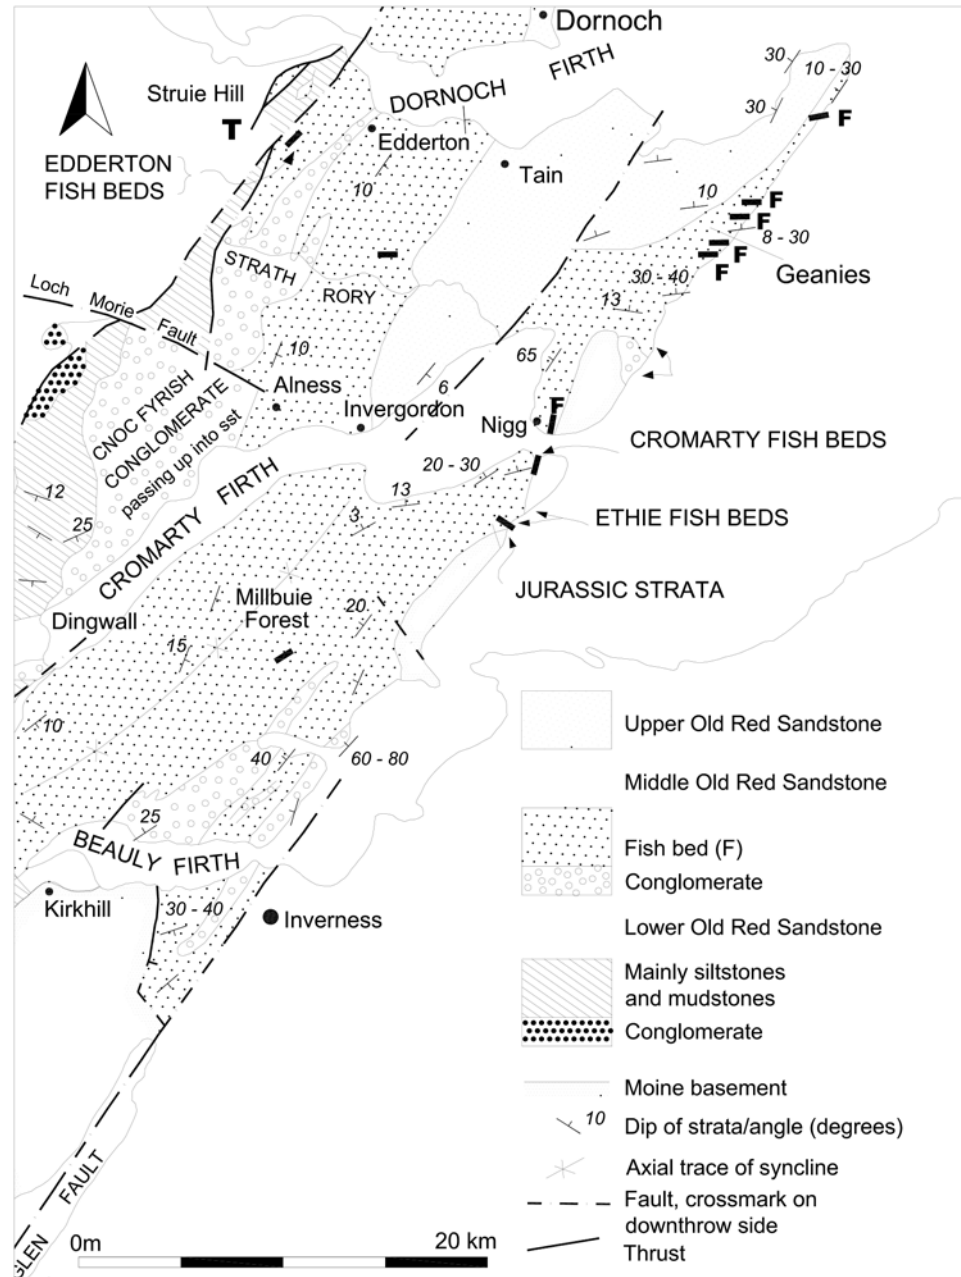 Dornoch
30
10 - 30
Struie Hill
T
DORNOCH FIRTH
30
F
EDDERTON
FISH BEDS
Edderton
Tain
10
10
F
F
8 - 30
F
F
Geanies
STRATH
RORY
30 - 40
13
Loch Morie Fault
10
65
6
Alness
Invergordon
CNOC FYRISH
CONGLOMERATE
passing up into sst
Nigg
F
CROMARTY FISH BEDS
20 - 30
12
13
25
3
CROMARTY FIRTH
ETHIE FISH BEDS
JURASSIC STRATA
Dingwall
Millbuie
Forest
20
15
10
40
60 - 80
25
BEAULY FIRTH
Kirkhill
30 - 40
Inverness
GLEN FAULT
0m
20 km
Upper Old Red Sandstone
Middle Old Red Sandstone
Fish bed (F)
Conglomerate
Lower Old Red Sandstone
Mainly siltstones
and mudstones
Conglomerate
Moine basement
10
Dip of strata/angle (degrees)
Axial trace of syncline
Fault, crossmark on
downthrow side
Thrust